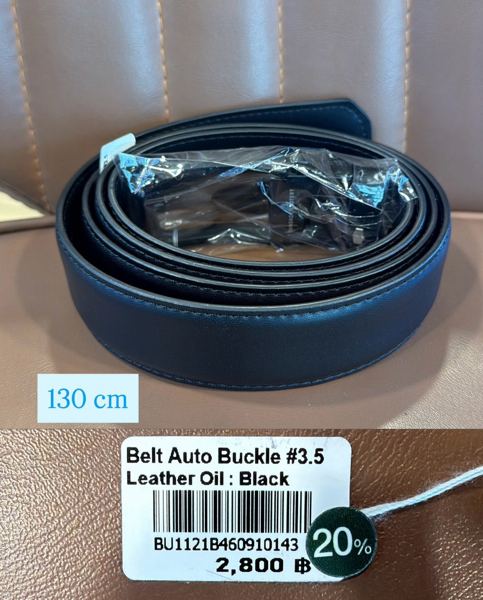 130 cm
Belt Auto Buckle #3.5
Leather Oil : Black
BU1121B460910143
20%
2,800 ฿